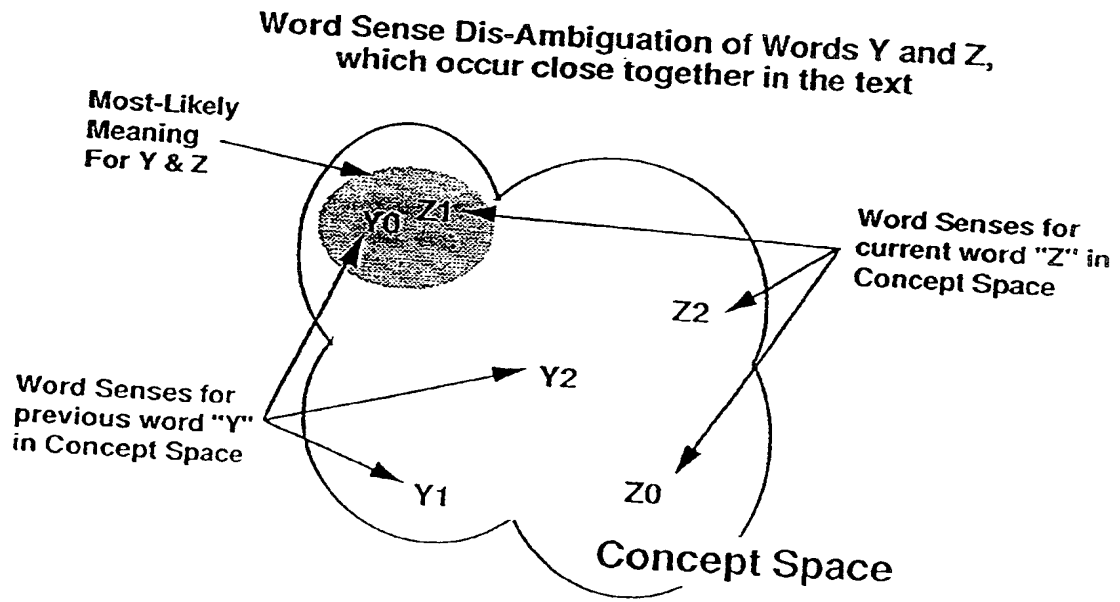 Word Sense Dis-Ambiguation of Words Y and Z,
which occur close together in the text
Most-Likely
Meaning
For Y & Z
Y0 Z1
Word Senses for
current word "Z" in
Concept Space
Z2
Y2
Word Senses for
previous word "Y"
in Concept Space
Y1
Z0
Concept Space